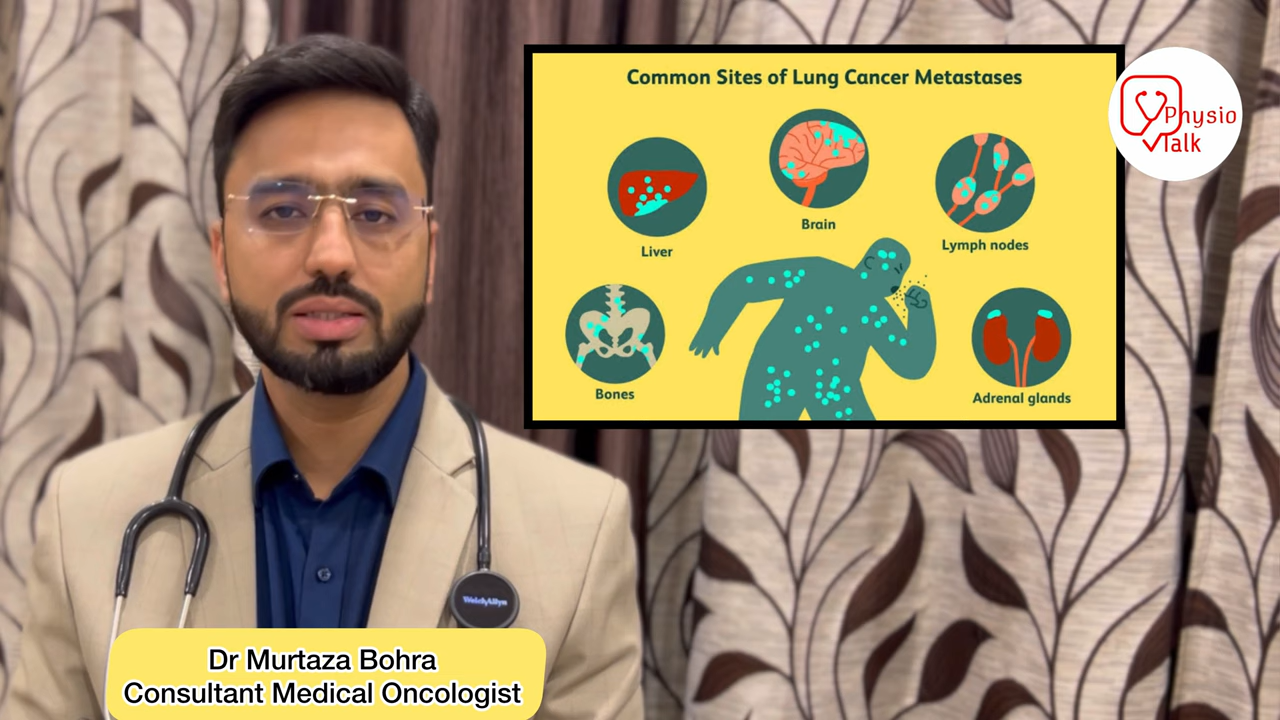 Common Sites of Lung Cancer Metastases
Liver
Brain
Lymph nodes
Bones
Adrenal glands
Physio
Talk
WelchAllyn
Dr Murtaza Bohra
Consultant Medical Oncologist